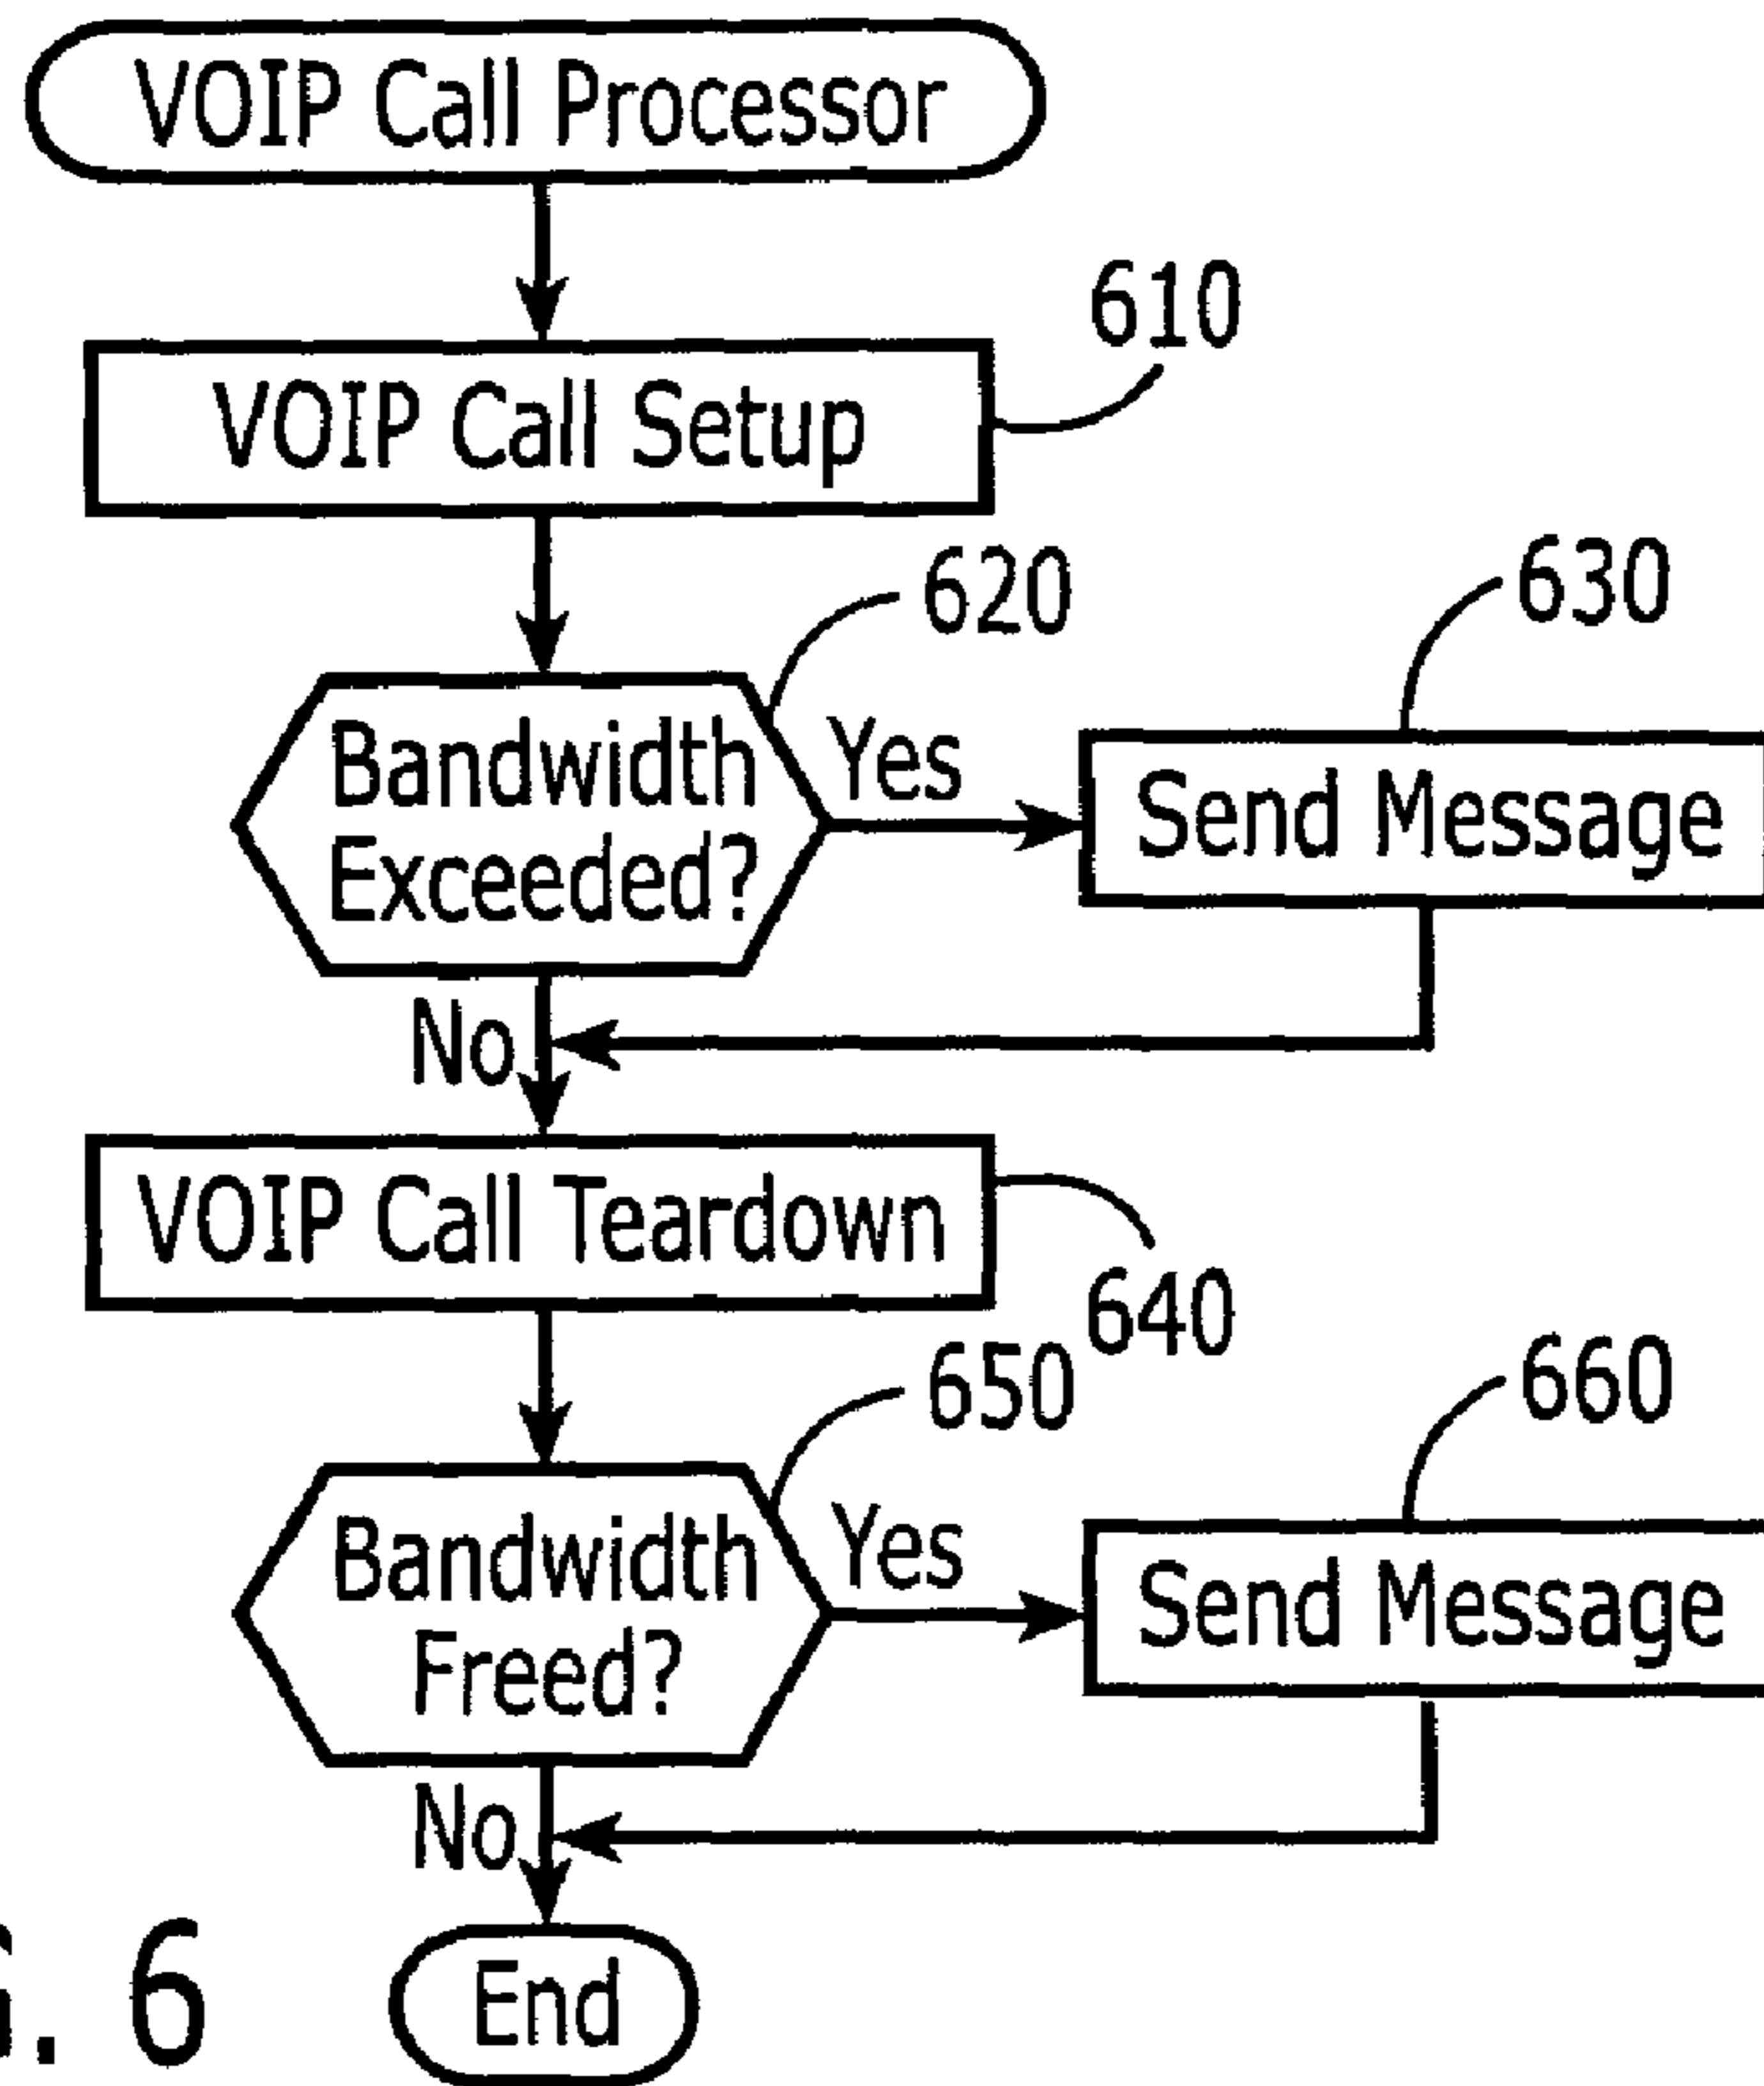 VOIP Call Processor
610
VOIP Call Setup
620
630
Bandwidth
Exceeded?
Yes
Send Message
No
VOIP Call Teardown
640
650
660
Bandwidth
Freed?
Yes
Send Message
No
End
. 6